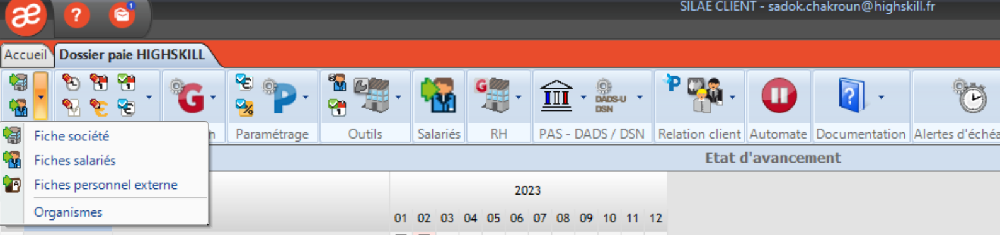 SILAE CLIENT - sadok.chakroun@highskill.fr
æ ? 1
Accueil Dossier paie HIGHSKILL
G P G DADS-U DSN P ?
h Paramétrage Outils Salariés RH PAS - DADS / DSN Relation client Automate Documentation Alertes d'échéa
Fiche société
Fiches salariés
Fiches personnel externe
Organismes
Etat d'avancement
2023
01 02 03 04 05 06 07 08 09 10 11 12